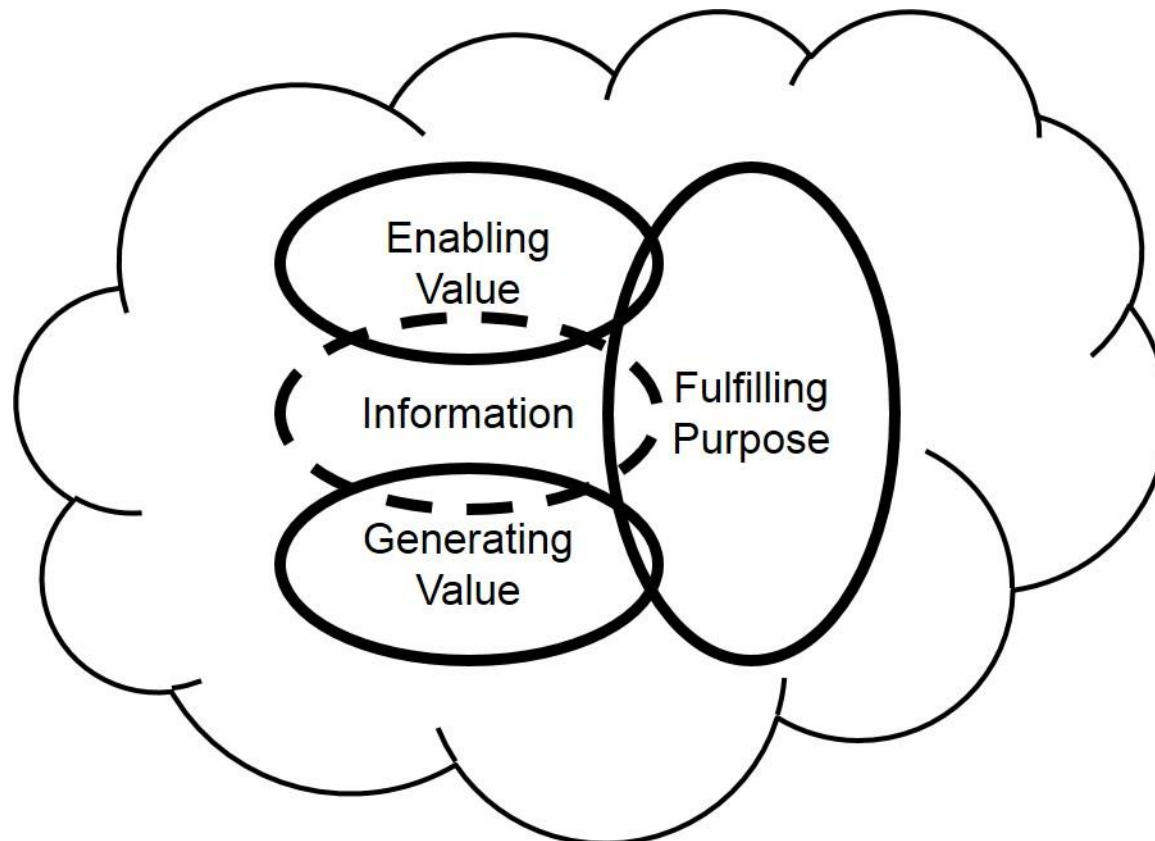 Enabling
Value
Information
Fulfilling
Purpose
Generating
Value